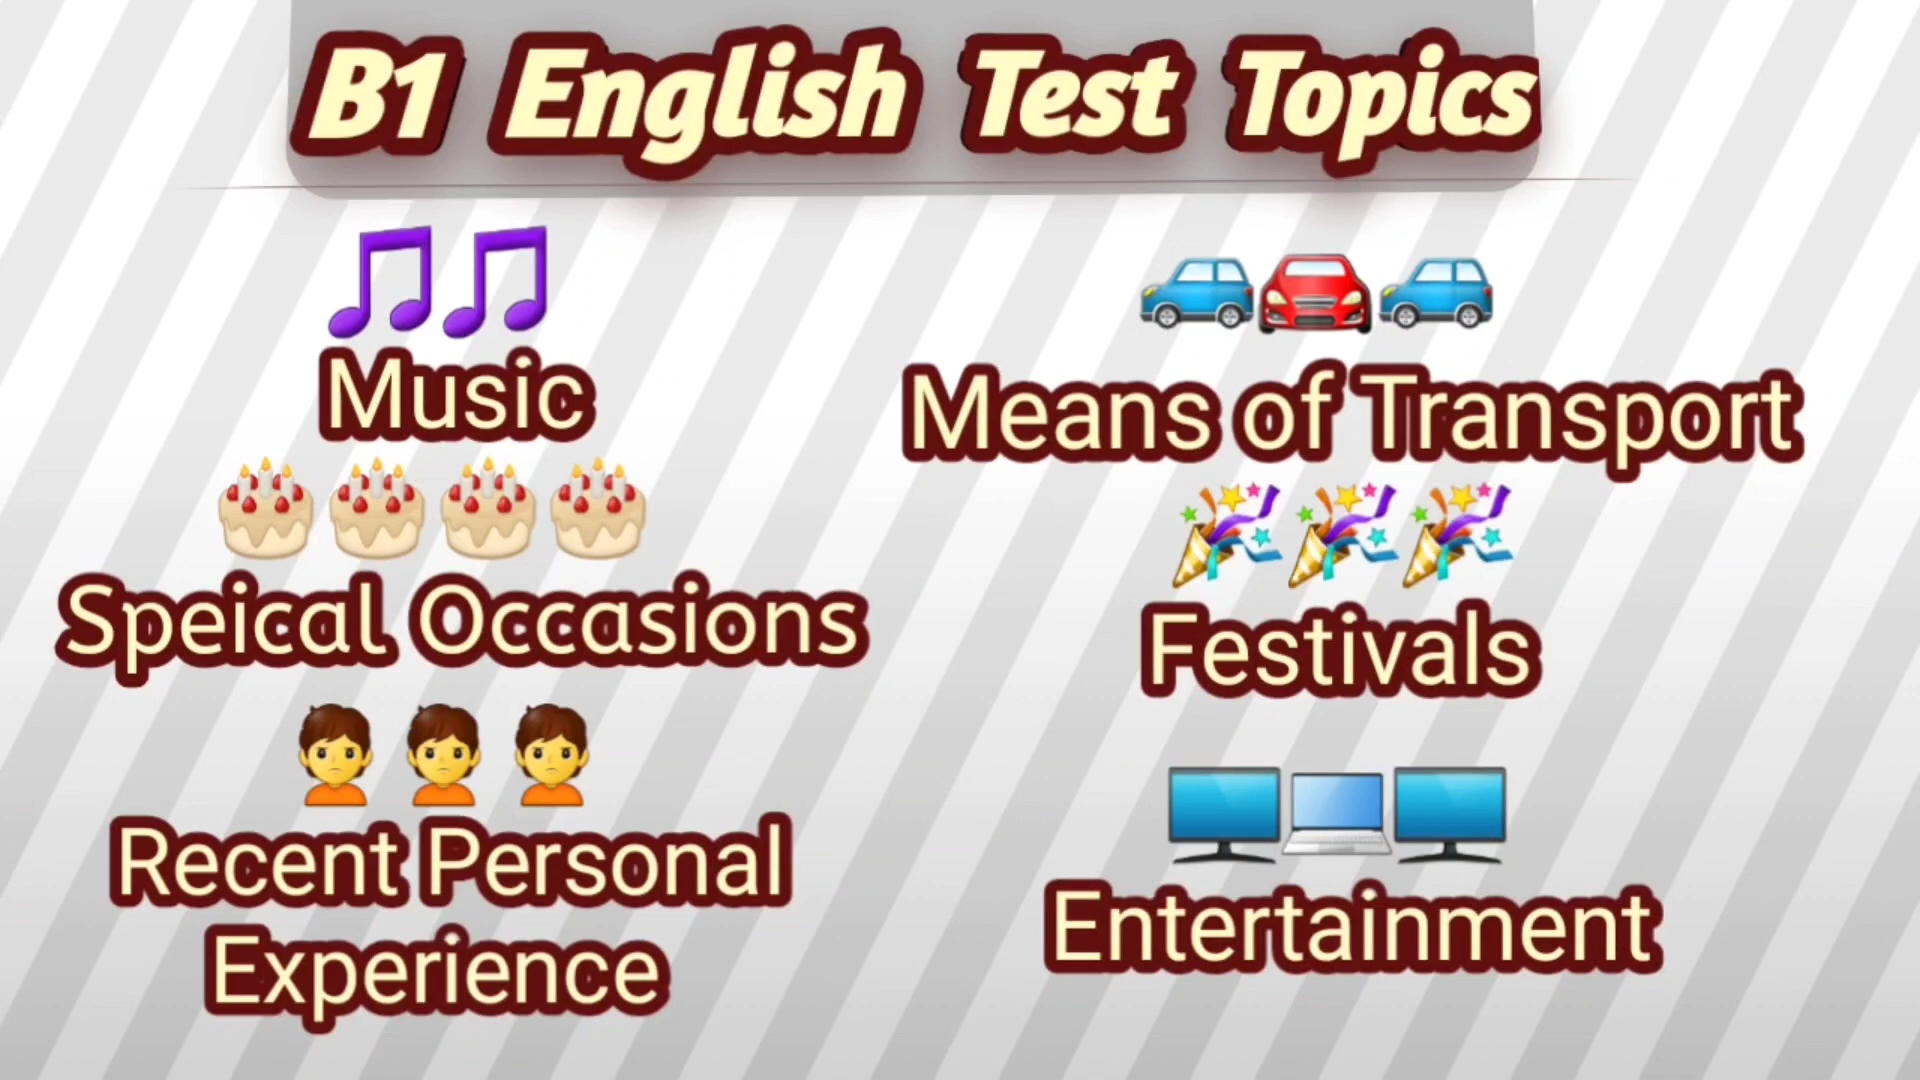 B1 English Test Topics
Music
Means of Transport
Speical Occasions
Festivals
Recent Personal
Experience
Entertainment